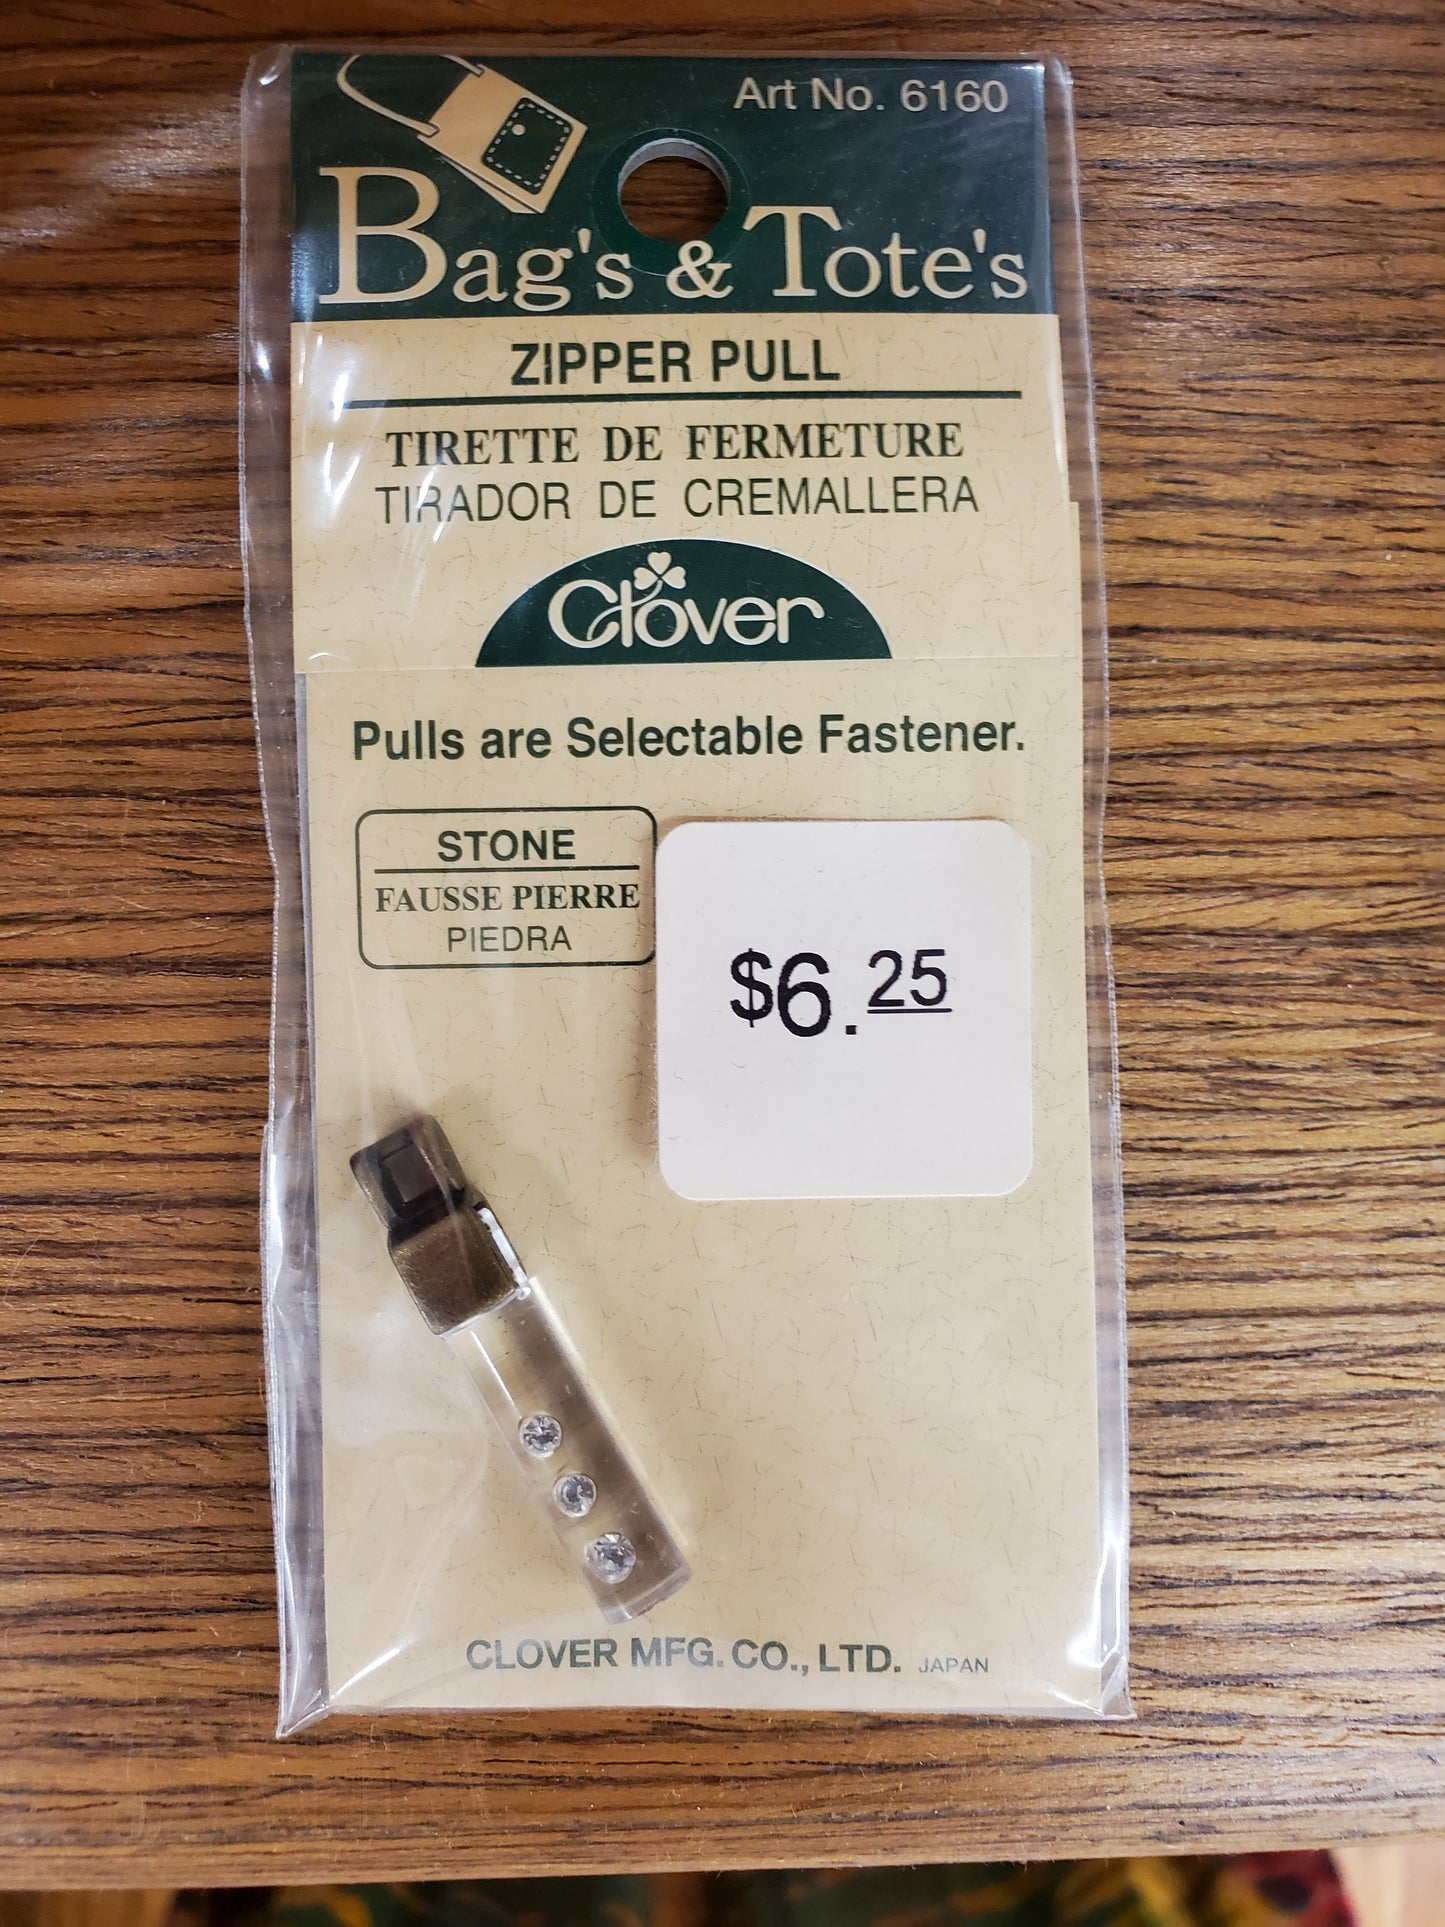 Art No. 6160
Bag's & Tote's
ZIPPER PULL
TIRETTE DE FERMETURE
TIRADOR DE CREMALLERA
Clover
Pulls are Selectable Fastener.
STONE
FAUSSE PIERRE
PIEDRA
$6.25
CLOVER MFG. CO., LTD. JAPAN